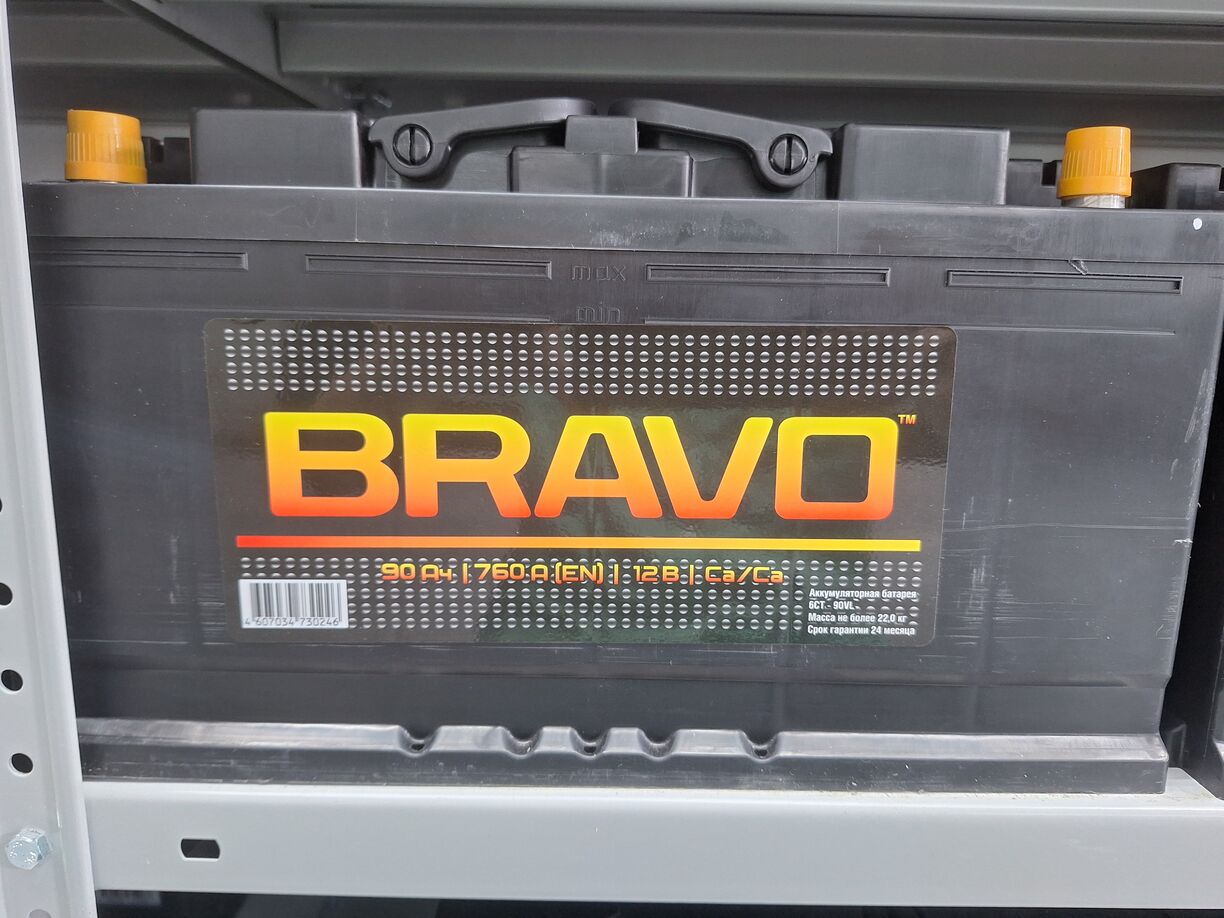 max
min
BRAVO™
90 Ач | 760 A (EN) | 12 В | Ca/Ca
Аккумуляторная батарея
6СТ - 90VL
Масса не более 22,0 кг
Срок гарантии 24 месяца
4 607034 730246